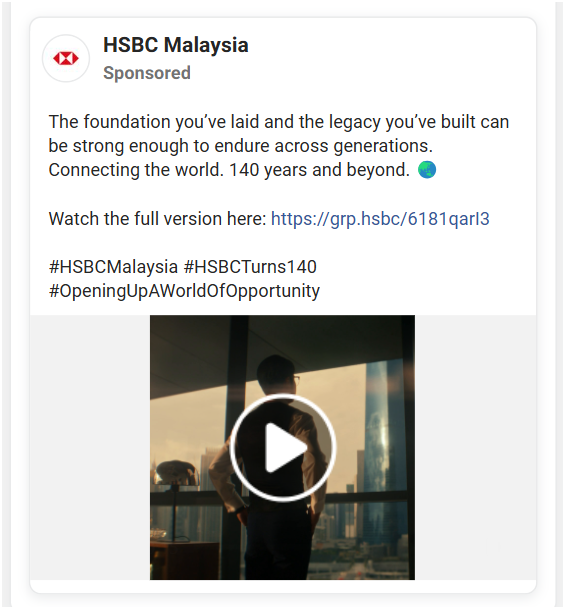 HSBC Malaysia
Sponsored
The foundation you’ve laid and the legacy you’ve built can
be strong enough to endure across generations.
Connecting the world. 140 years and beyond. 🌏
Watch the full version here: https://grp.hsbc/6181qarI3
#HSBCMalaysia #HSBCTurns140
#OpeningUpAWorldOfOpportunity